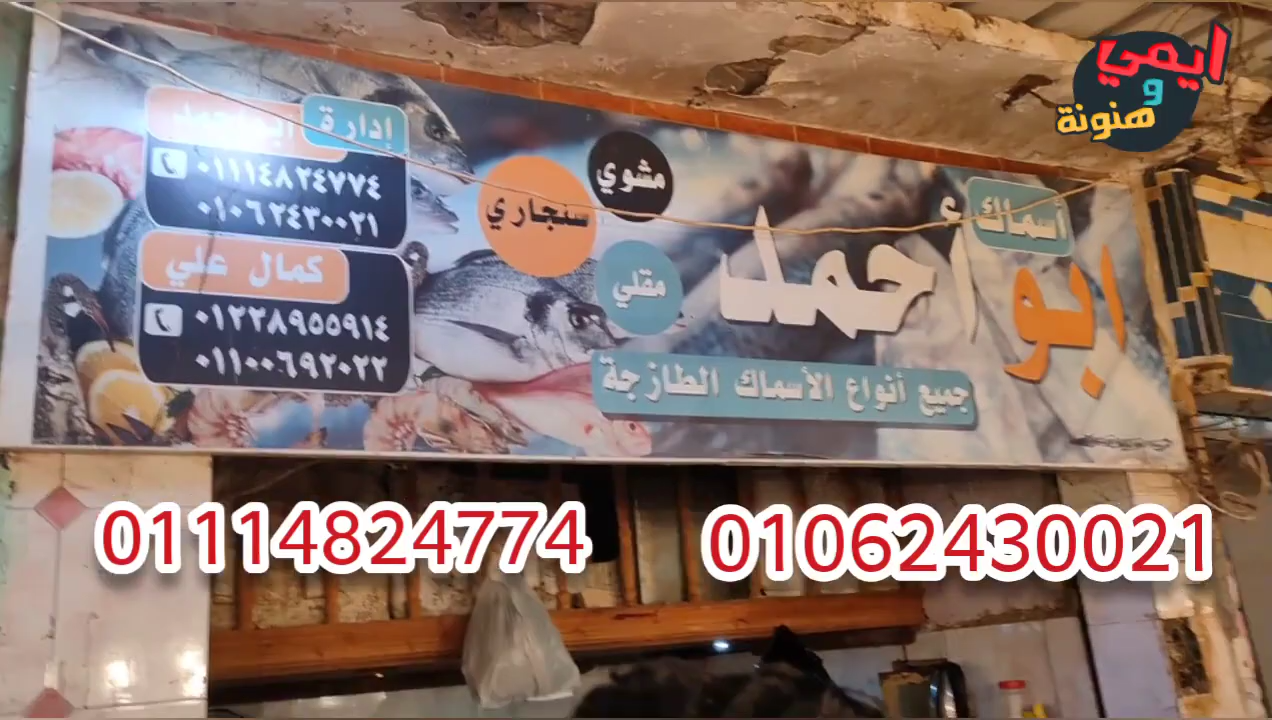 ايمي
و
هنونة
أسماك
ابو أحمد
مشوي
سنجاري
مقلي
جميع أنواع الأسماك الطازجة
إدارة
٠١١١٤٨٢٤٧٧٤
٠١٠٦٢٤٣٠٠٢١
كمال علي
٠١٢٢٨٩٥٥٩١٤
٠١١٠٠٦٩٢٠٢٢
01114824774
01062430021